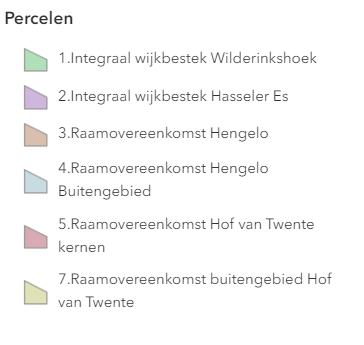 Percelen
1.Integraal wijkbestek Wilderinkshoek
2.Integraal wijkbestek Hasseler Es
3.Raamovereenkomst Hengelo
4.Raamovereenkomst Hengelo
Buitengebied
5.Raamovereenkomst Hof van Twente
kernen
7.Raamovereenkomst buitengebied Hof
van Twente